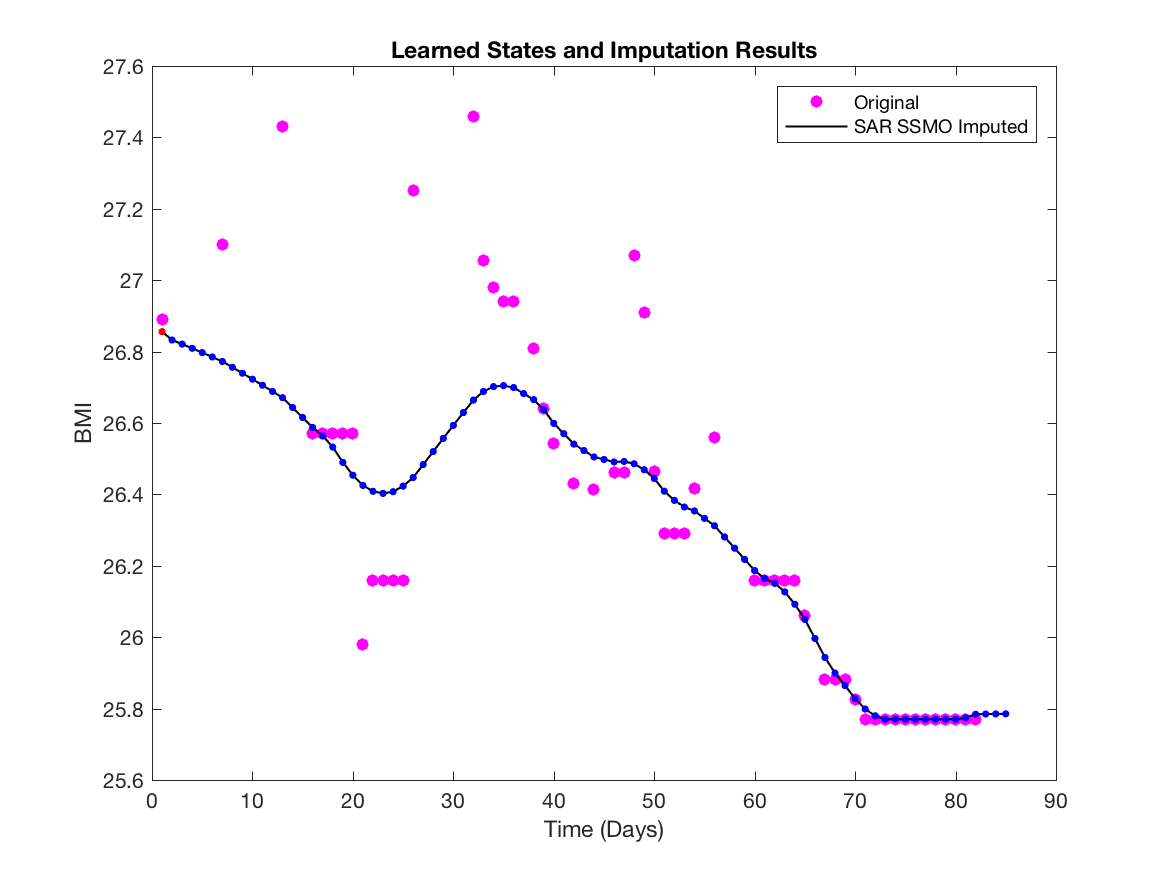 Learned States and Imputation Results
27.6
27.4
27.2
27
26.8
26.6
26.4
26.2
26
25.8
25.6
BMI
Original
SAR SSMO Imputed
0 10 20 30 40 50 60 70 80 90
Time (Days)